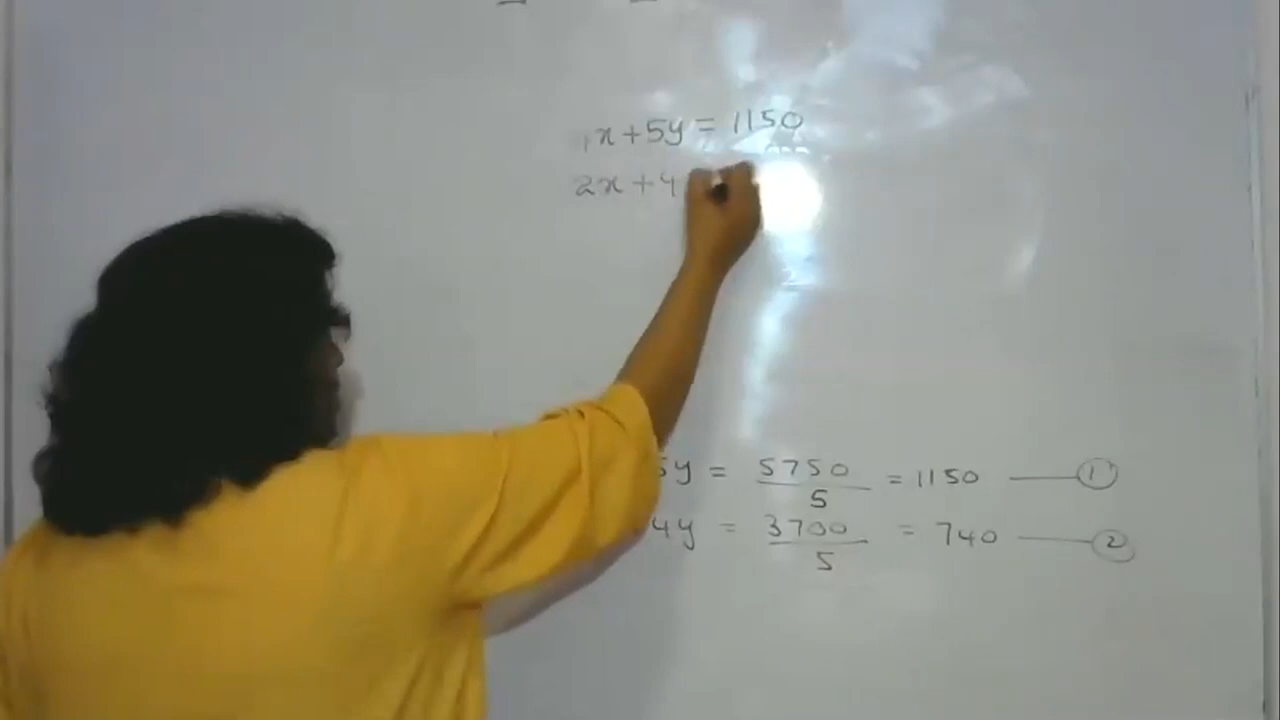 x+5y = 1150
2x+4
5y = 5750/5 = 1150 — ①
4y = 3700/5 = 740 — ②